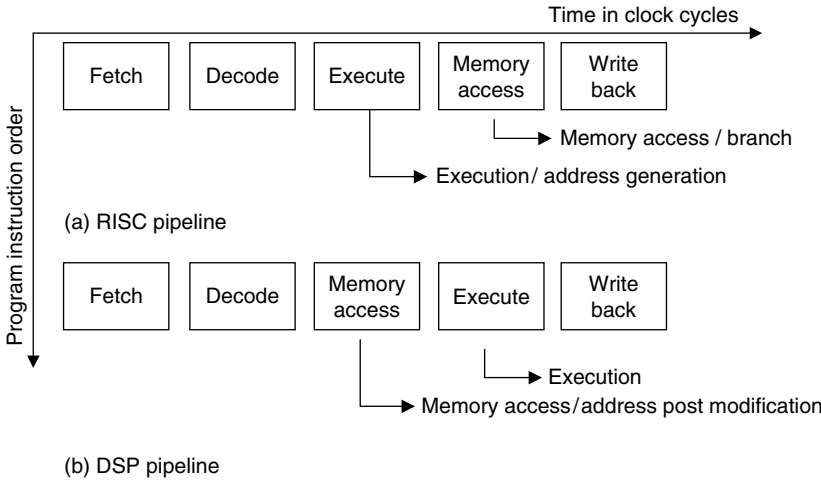 Time in clock cycles
Program instruction order
Fetch
Decode
Execute
Memory
access
Write
back
Memory access / branch
Execution/ address generation
(a) RISC pipeline
Fetch
Decode
Memory
access
Execute
Write
back
Execution
Memory access/address post modification
(b) DSP pipeline